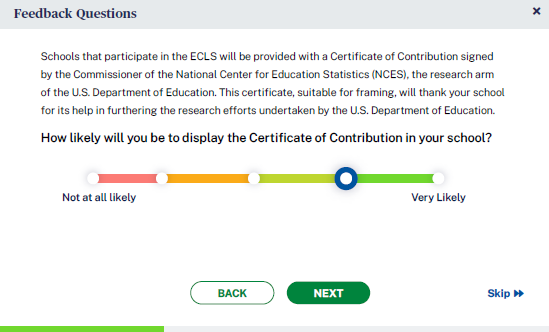 Feedback Questions
Schools that participate in the ECLS will be provided with a Certificate of Contribution signed
by the Commissioner of the National Center for Education Statistics (NCES), the research arm
of the U.S. Department of Education. This certificate, suitable for framing, will thank your school
for its help in furthering the research efforts undertaken by the U.S. Department of Education.
How likely will you be to display the Certificate of Contribution in your school?
Not at all likely
Very Likely
BACK
NEXT
Skip